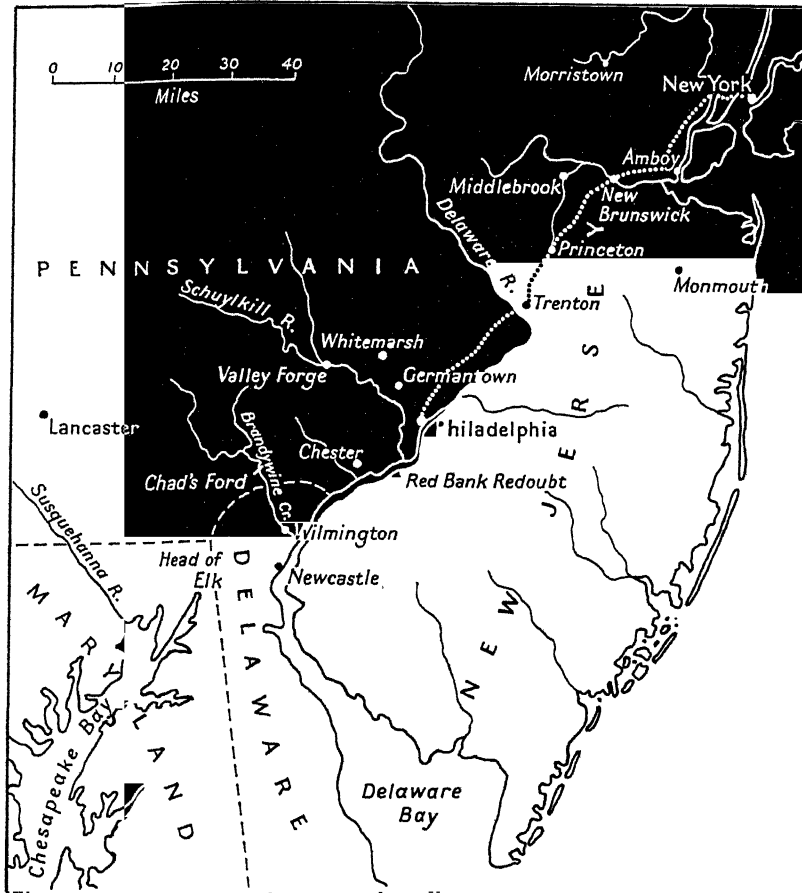 0 10 20 30 40
Miles
Morristown
New York
Amboy
Middlebrook
New
Brunswick
Delaware R.
Princeton
PENNSYLVANIA
Monmouth
Schuylkill R.
Trenton
Whitemarsh
Valley Forge
Germantown
Lancaster
Philadelphia
Brandywine Cr.
Chester
Chad's Ford
Red Bank Redoubt
Susquehanna R.
Wilmington
Head of
Elk
Newcastle
MARYLAND
DELAWARE
NEW JERSEY
Chesapeake Bay
Delaware
Bay